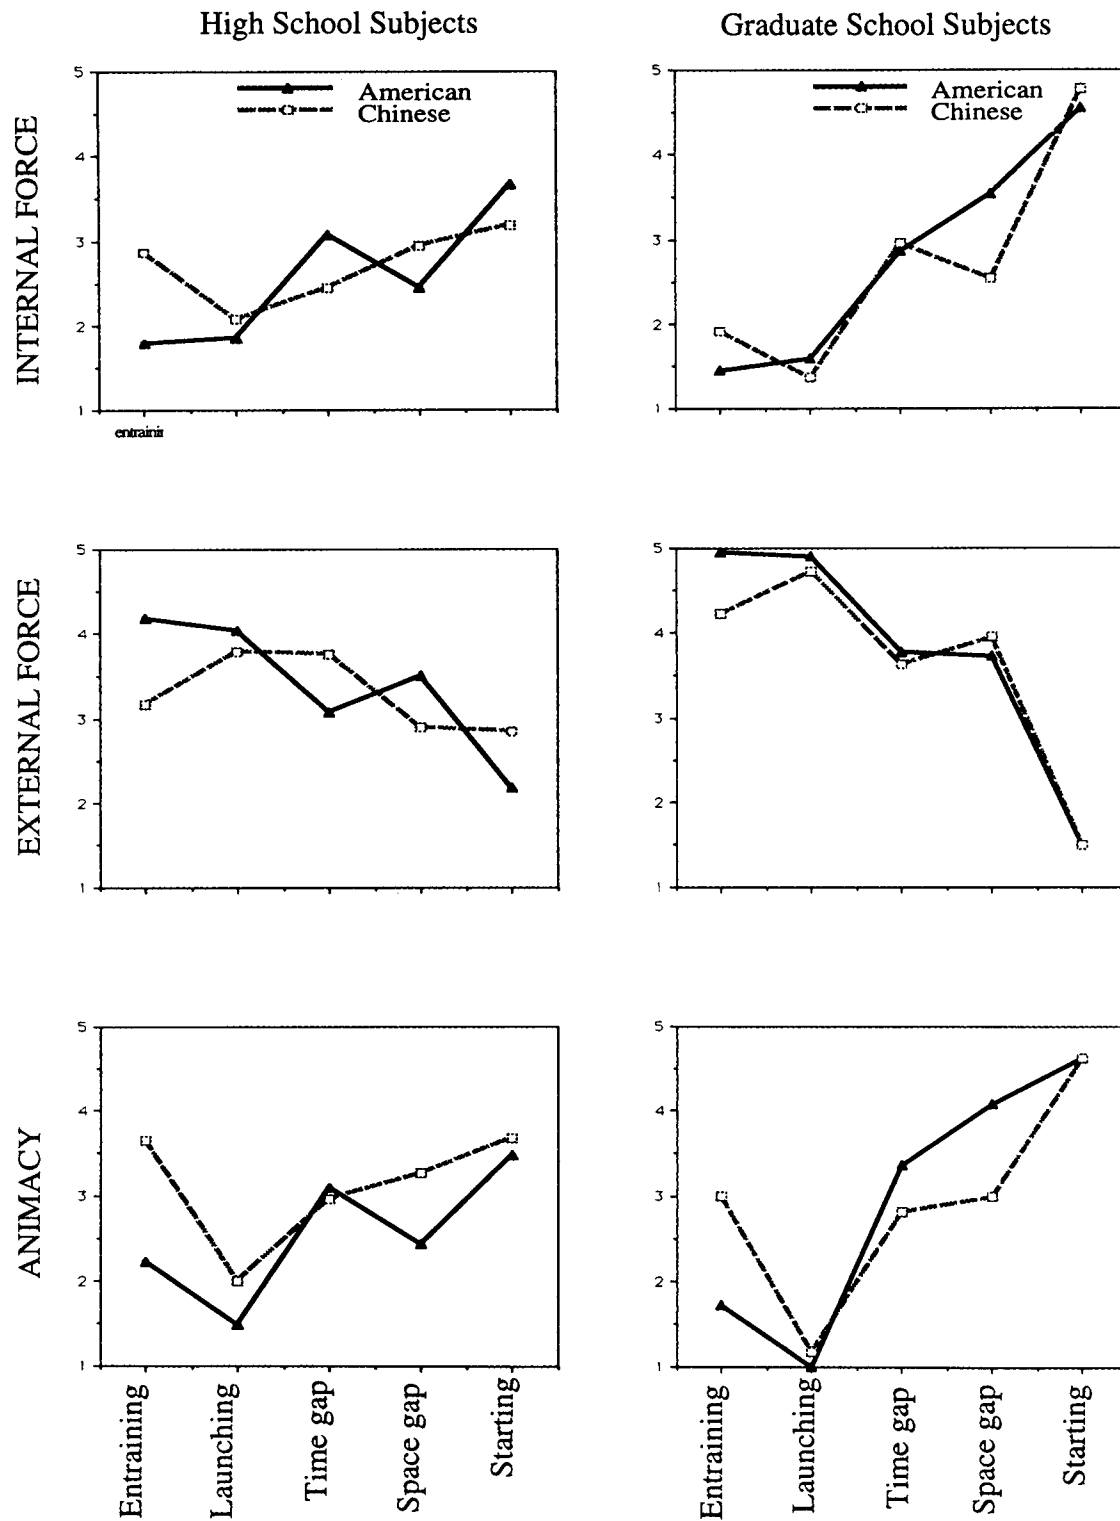 High School Subjects
Graduate School Subjects
INTERNAL FORCE
5
4
3
2
1
American
Chinese
entrainir
5
4
3
2
1
American
Chinese
EXTERNAL FORCE
5
4
3
2
1
5
4
3
2
1
ANIMACY
5
4
3
2
1
Entraining
Launching
Time gap
Space gap
Starting
5
4
3
2
1
Entraining
Launching
Time gap
Space gap
Starting